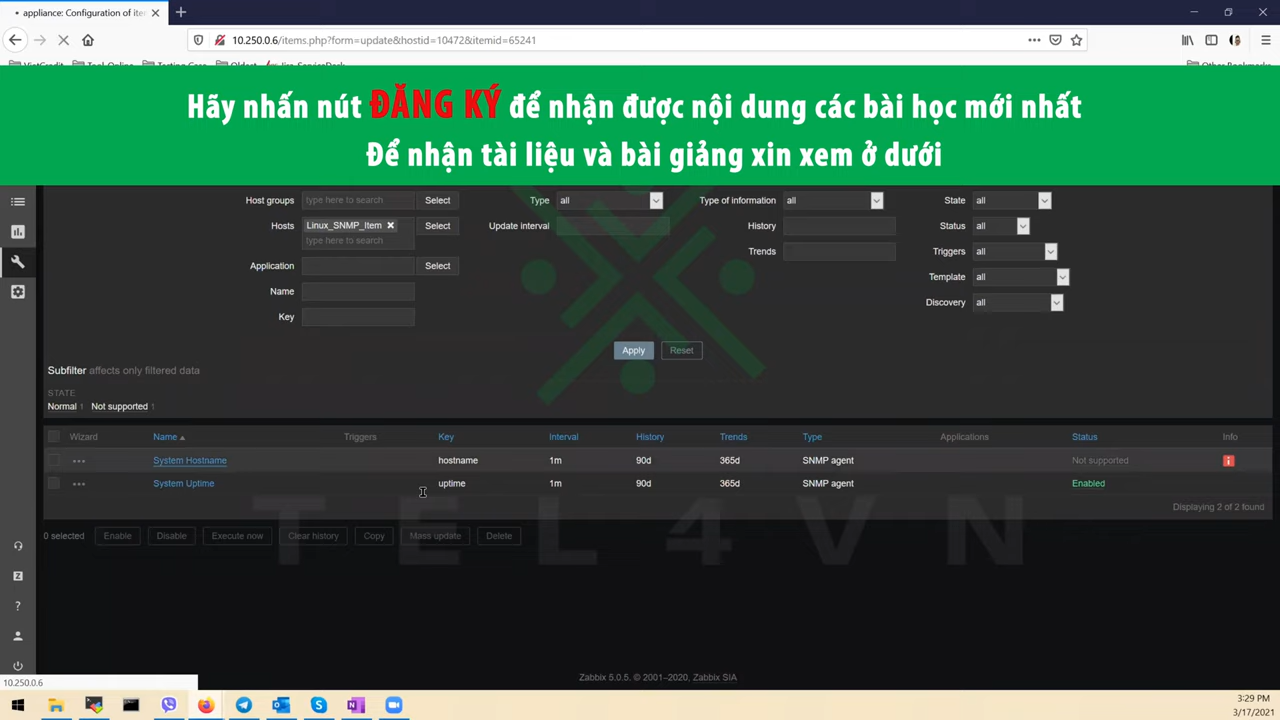 appliance: Configuration of ite
10.250.0.6/items.php?form=update&hostid=10472&itemid=65241
Hãy nhấn nút ĐĂNG KÝ để nhận được nội dung các bài học mới nhất
Để nhận tài liệu và bài giảng xin xem ở dưới
Host groups type here to search Select Type all Type of information all State all
Hosts Linux_SNMP_Item Select Update interval History Status all
type here to search
Trends Triggers all
Application Select Template all
Name Discovery all
Key
Apply Reset
Subfilter affects only filtered data
STATE
Normal 1 Not supported 1
Wizard Name Triggers Key Interval History Trends Type Applications Status Info
System Hostname hostname 1m 90d 365d SNMP agent Not supported
System Uptime uptime 1m 90d 365d SNMP agent Enabled
Displaying 2 of 2 found
0 selected Enable Disable Execute now Clear history Copy Mass update Delete
TEL4VN
Zabbix 5.0.5. © 2001–2020, Zabbix SIA
10.250.0.6
3:29 PM
3/17/2021